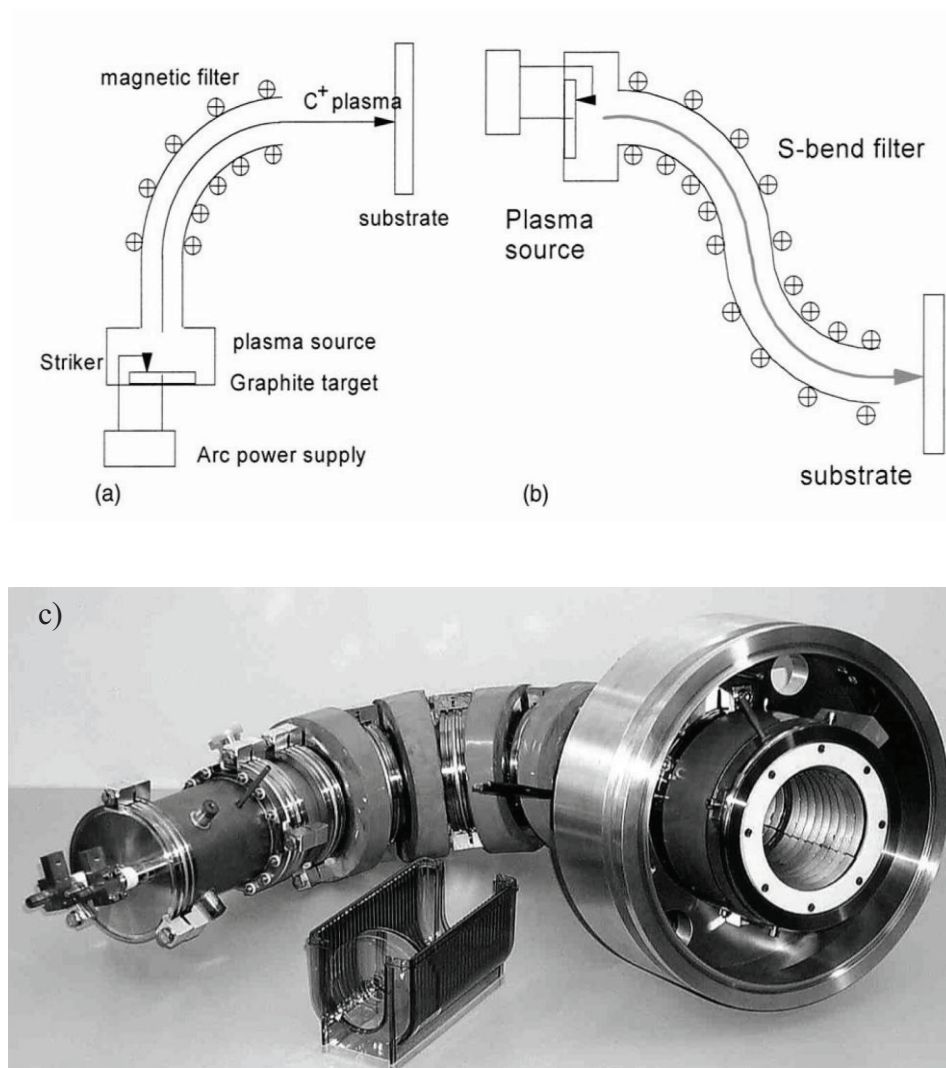 magnetic filter
C+ plasma
substrate
Striker
plasma source
Graphite target
Arc power supply
(a)
Plasma
source
S-bend filter
substrate
(b)
c)